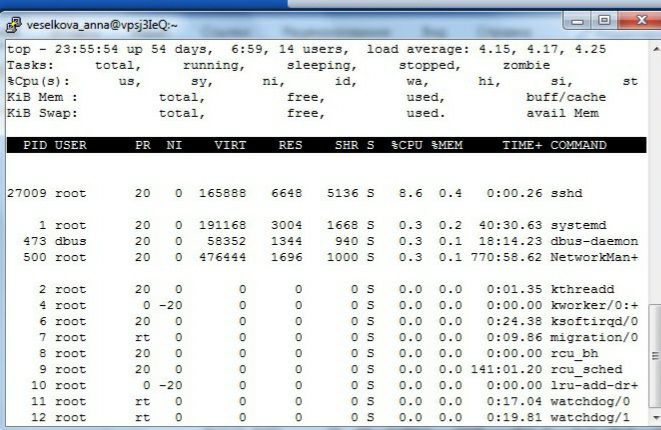 veselkova_anna@vpsj3IeQ:~
top - 23:55:54 up 54 days,  6:59, 14 users,  load average: 4.15, 4.17, 4.25
Tasks:     total,     running,     sleeping,     stopped,     zombie
%Cpu(s):     us,     sy,     ni,     id,     wa,     hi,     si,     st
KiB Mem :     total,     free,     used,     buff/cache
KiB Swap:     total,     free,     used.     avail Mem
PID USER      PR  NI    VIRT    RES    SHR S  %CPU %MEM     TIME+ COMMAND
27009 root      20   0  165888   6648   5136 S   8.6  0.4   0:00.26 sshd
1 root      20   0  191168   3004   1668 S   0.3  0.2  40:30.63 systemd
473 dbus      20   0   58352   1344    940 S   0.3  0.1  18:14.23 dbus-daemon
500 root      20   0  476444   1696   1000 S   0.3  0.1 770:58.62 NetworkMan+
2 root      20   0       0      0      0 S   0.0  0.0   0:01.35 kthreadd
4 root       0 -20       0      0      0 S   0.0  0.0   0:00.00 kworker/0:+
6 root      20   0       0      0      0 S   0.0  0.0   0:24.38 ksoftirqd/0
7 root      rt   0       0      0      0 S   0.0  0.0   0:09.86 migration/0
8 root      20   0       0      0      0 S   0.0  0.0   0:00.00 rcu_bh
9 root      20   0       0      0      0 S   0.0  0.0 141:01.20 rcu_sched
10 root       0 -20       0      0      0 S   0.0  0.0   0:00.00 lru-add-dr+
11 root      rt   0       0      0      0 S   0.0  0.0   0:17.04 watchdog/0
12 root      rt   0       0      0      0 S   0.0  0.0   0:19.81 watchdog/1